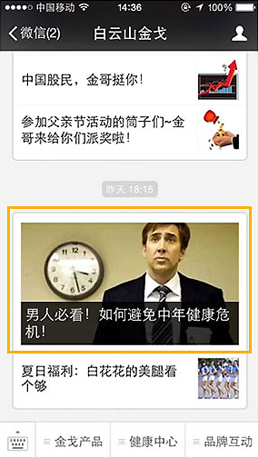 中国移动
14:36
100%
微信(2)
白云山金戈
中国股民，金哥挺你！
参加父亲节活动的筒子们~金
哥来给你们派奖啦！
昨天 18:15
男人必看！如何避免中年健康危
机！
夏日福利：白花花的美腿看
个够
金戈产品
健康中心
品牌互动